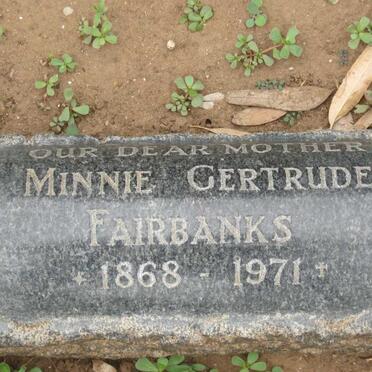 OUR DEAR MOTHER
MINNIE GERTRUDE
FAIRBANKS
1868 - 1971